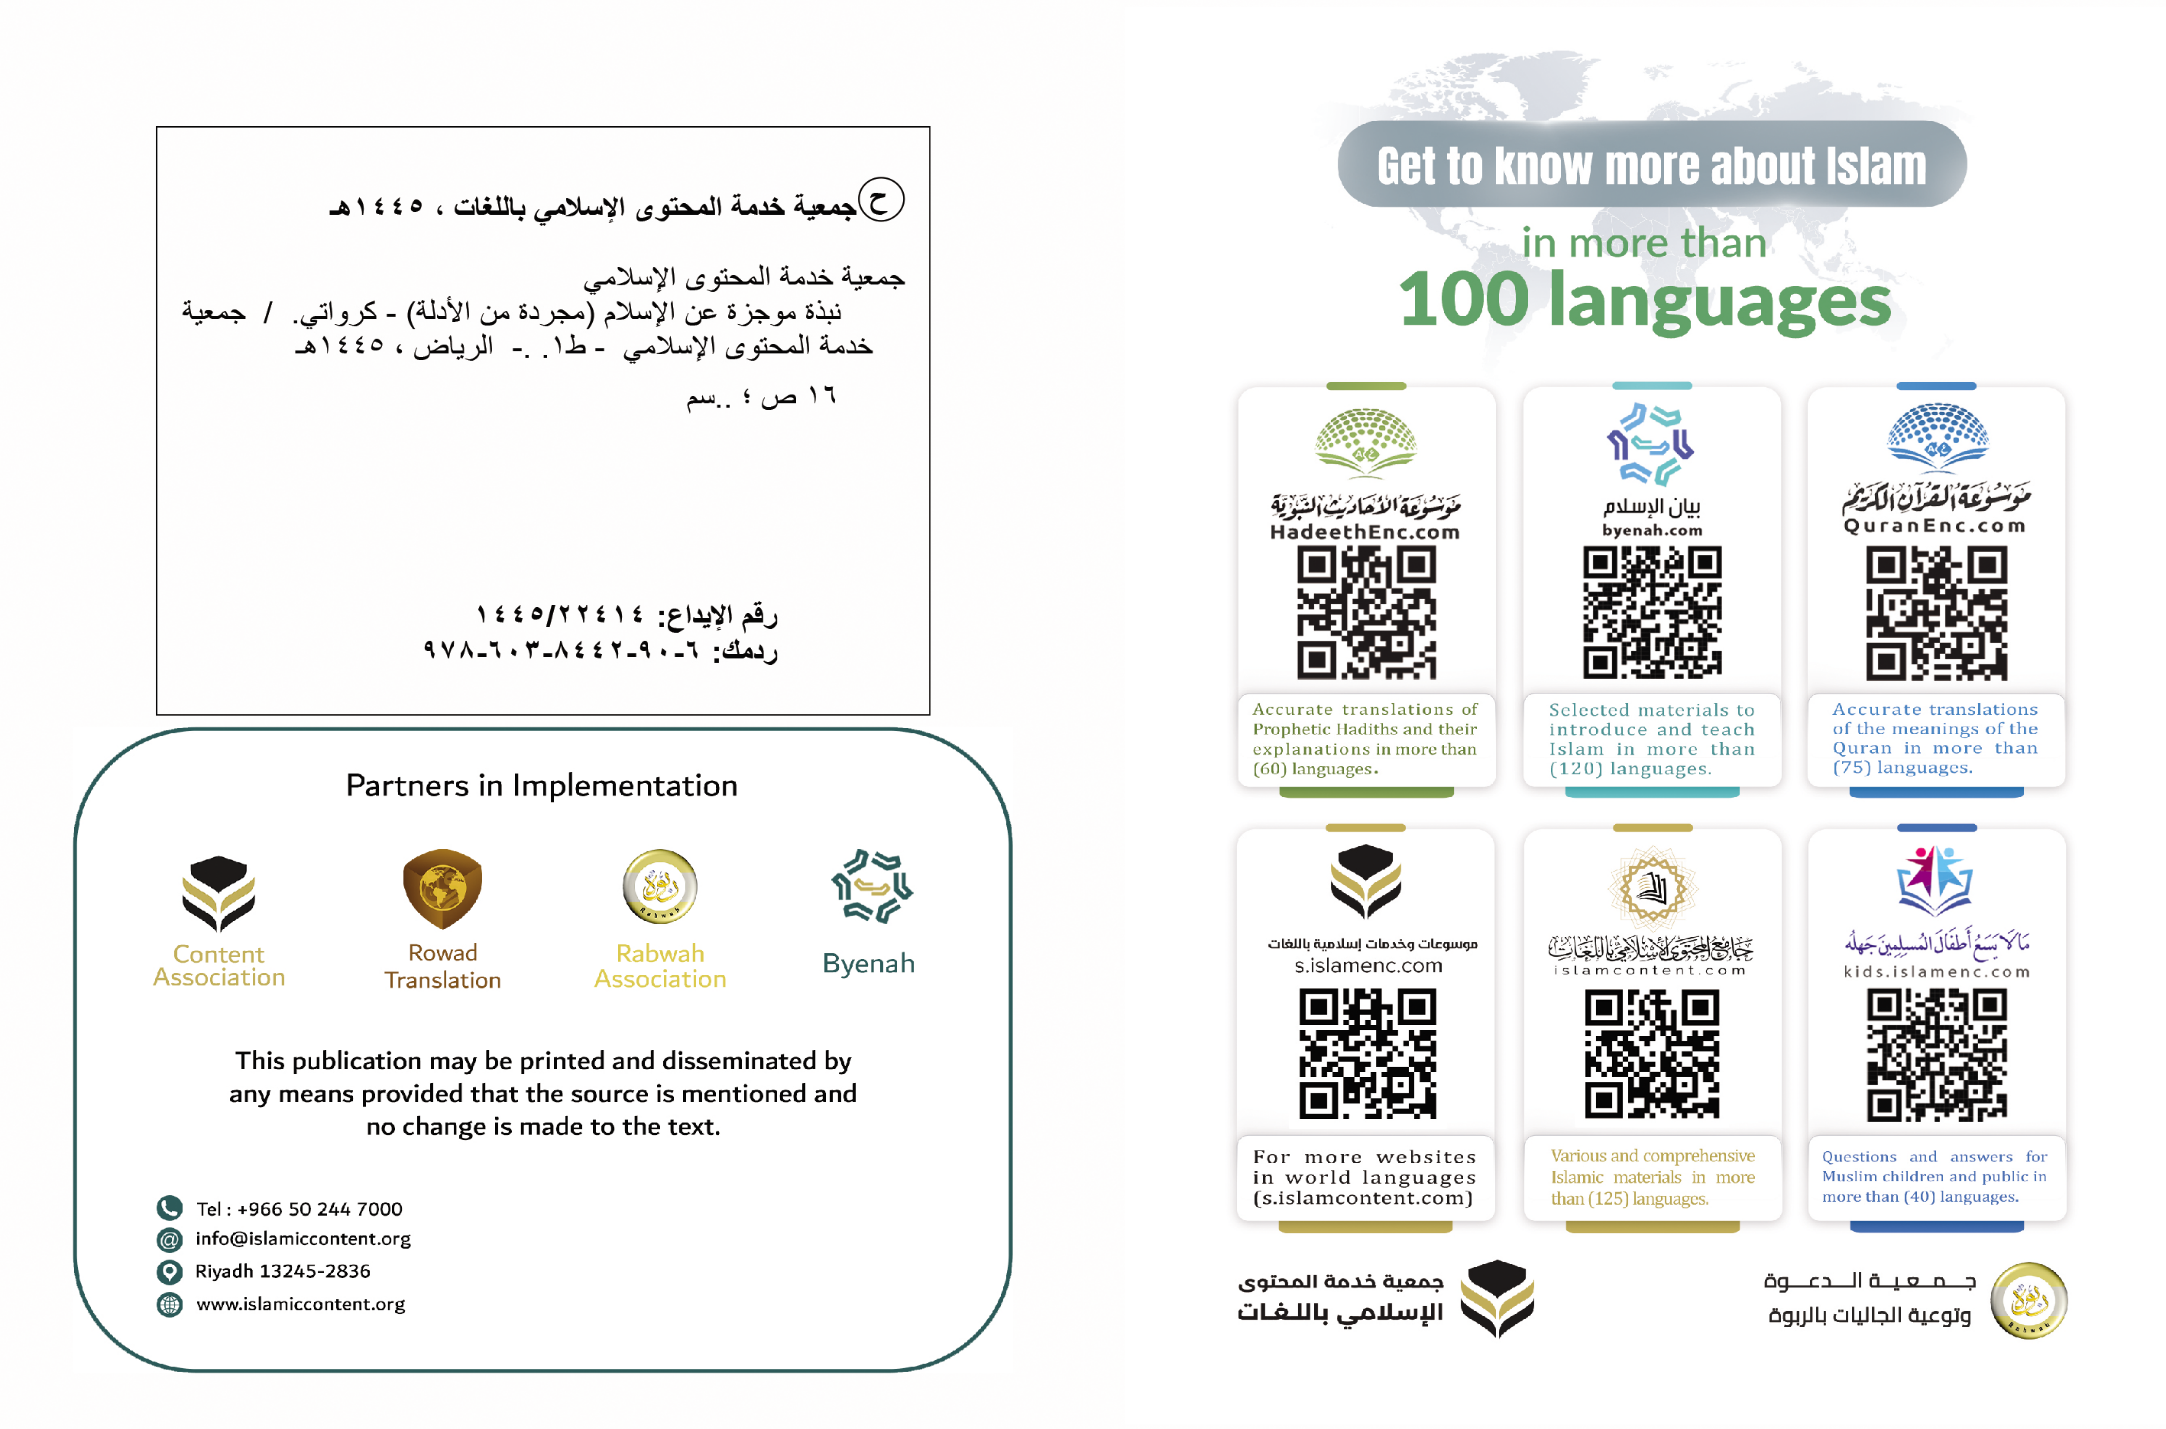 ح جمعية خدمة المحتوى الإسلامي باللغات ، ١٤٤٥هـ
جمعية خدمة المحتوى الإسلامي
نبذة موجزة عن الإسلام (مجردة من الأدلة) - كرواتي. / جمعية
خدمة المحتوى الإسلامي - ط١. .- الرياض ، ١٤٤٥هـ
١٦ ص ؛ ..سم
رقم الإيداع: ١٤٤٥/٢٢٤١٤
ردمك: ٦-٩٠-٨٤٤٢-٦٠٣-٩٧٨
Partners in Implementation
Content
Association
Rowad
Translation
Rabwah
Rabwah
Association
Byenah
This publication may be printed and disseminated by
any means provided that the source is mentioned and
no change is made to the text.
Tel : +966 50 244 7000
info@islamiccontent.org
Riyadh 13245-2836
www.islamiccontent.org
Get to know more about Islam
in more than
100 languages
موسوعة الأحاديث النبوية
HadeethEnc.com
Accurate translations of
Prophetic Hadiths and their
explanations in more than
(60) languages.
بيان الإسلام
byenah.com
Selected materials to
introduce and teach
Islam in more than
(120) languages.
موسوعة القرآن الكريم
QuranEnc.com
Accurate translations
of the meanings of the
Quran in more than
(75) languages.
موسوعات وخدمات إسلامية باللغات
s.islamenc.com
For more websites
in world languages
(s.islamcontent.com)
جامع المحتوى الإسلامي باللغات
islamcontent.com
Various and comprehensive
Islamic materials in more
than (125) languages.
مَا لَا يَسَعُ أَطْفَالَ المُسلِمِينَ جَهلُه
kids.islamenc.com
Questions and answers for
Muslim children and public in
more than (40) languages.
جمعية خدمة المحتوى
الإسلامي باللغات
جـمـعـيـة الـدعـوة
وتوعية الجاليات بالربوة
Rabwah